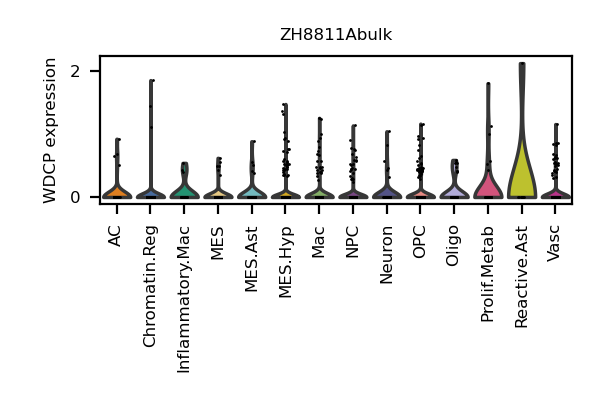 ZH8811Abulk
WDCP expression
2
0
AC
Chromatin.Reg
Inflammatory.Mac
MES
MES.Ast
MES.Hyp
Mac
NPC
Neuron
OPC
Oligo
Prolif.Metab
Reactive.Ast
Vasc